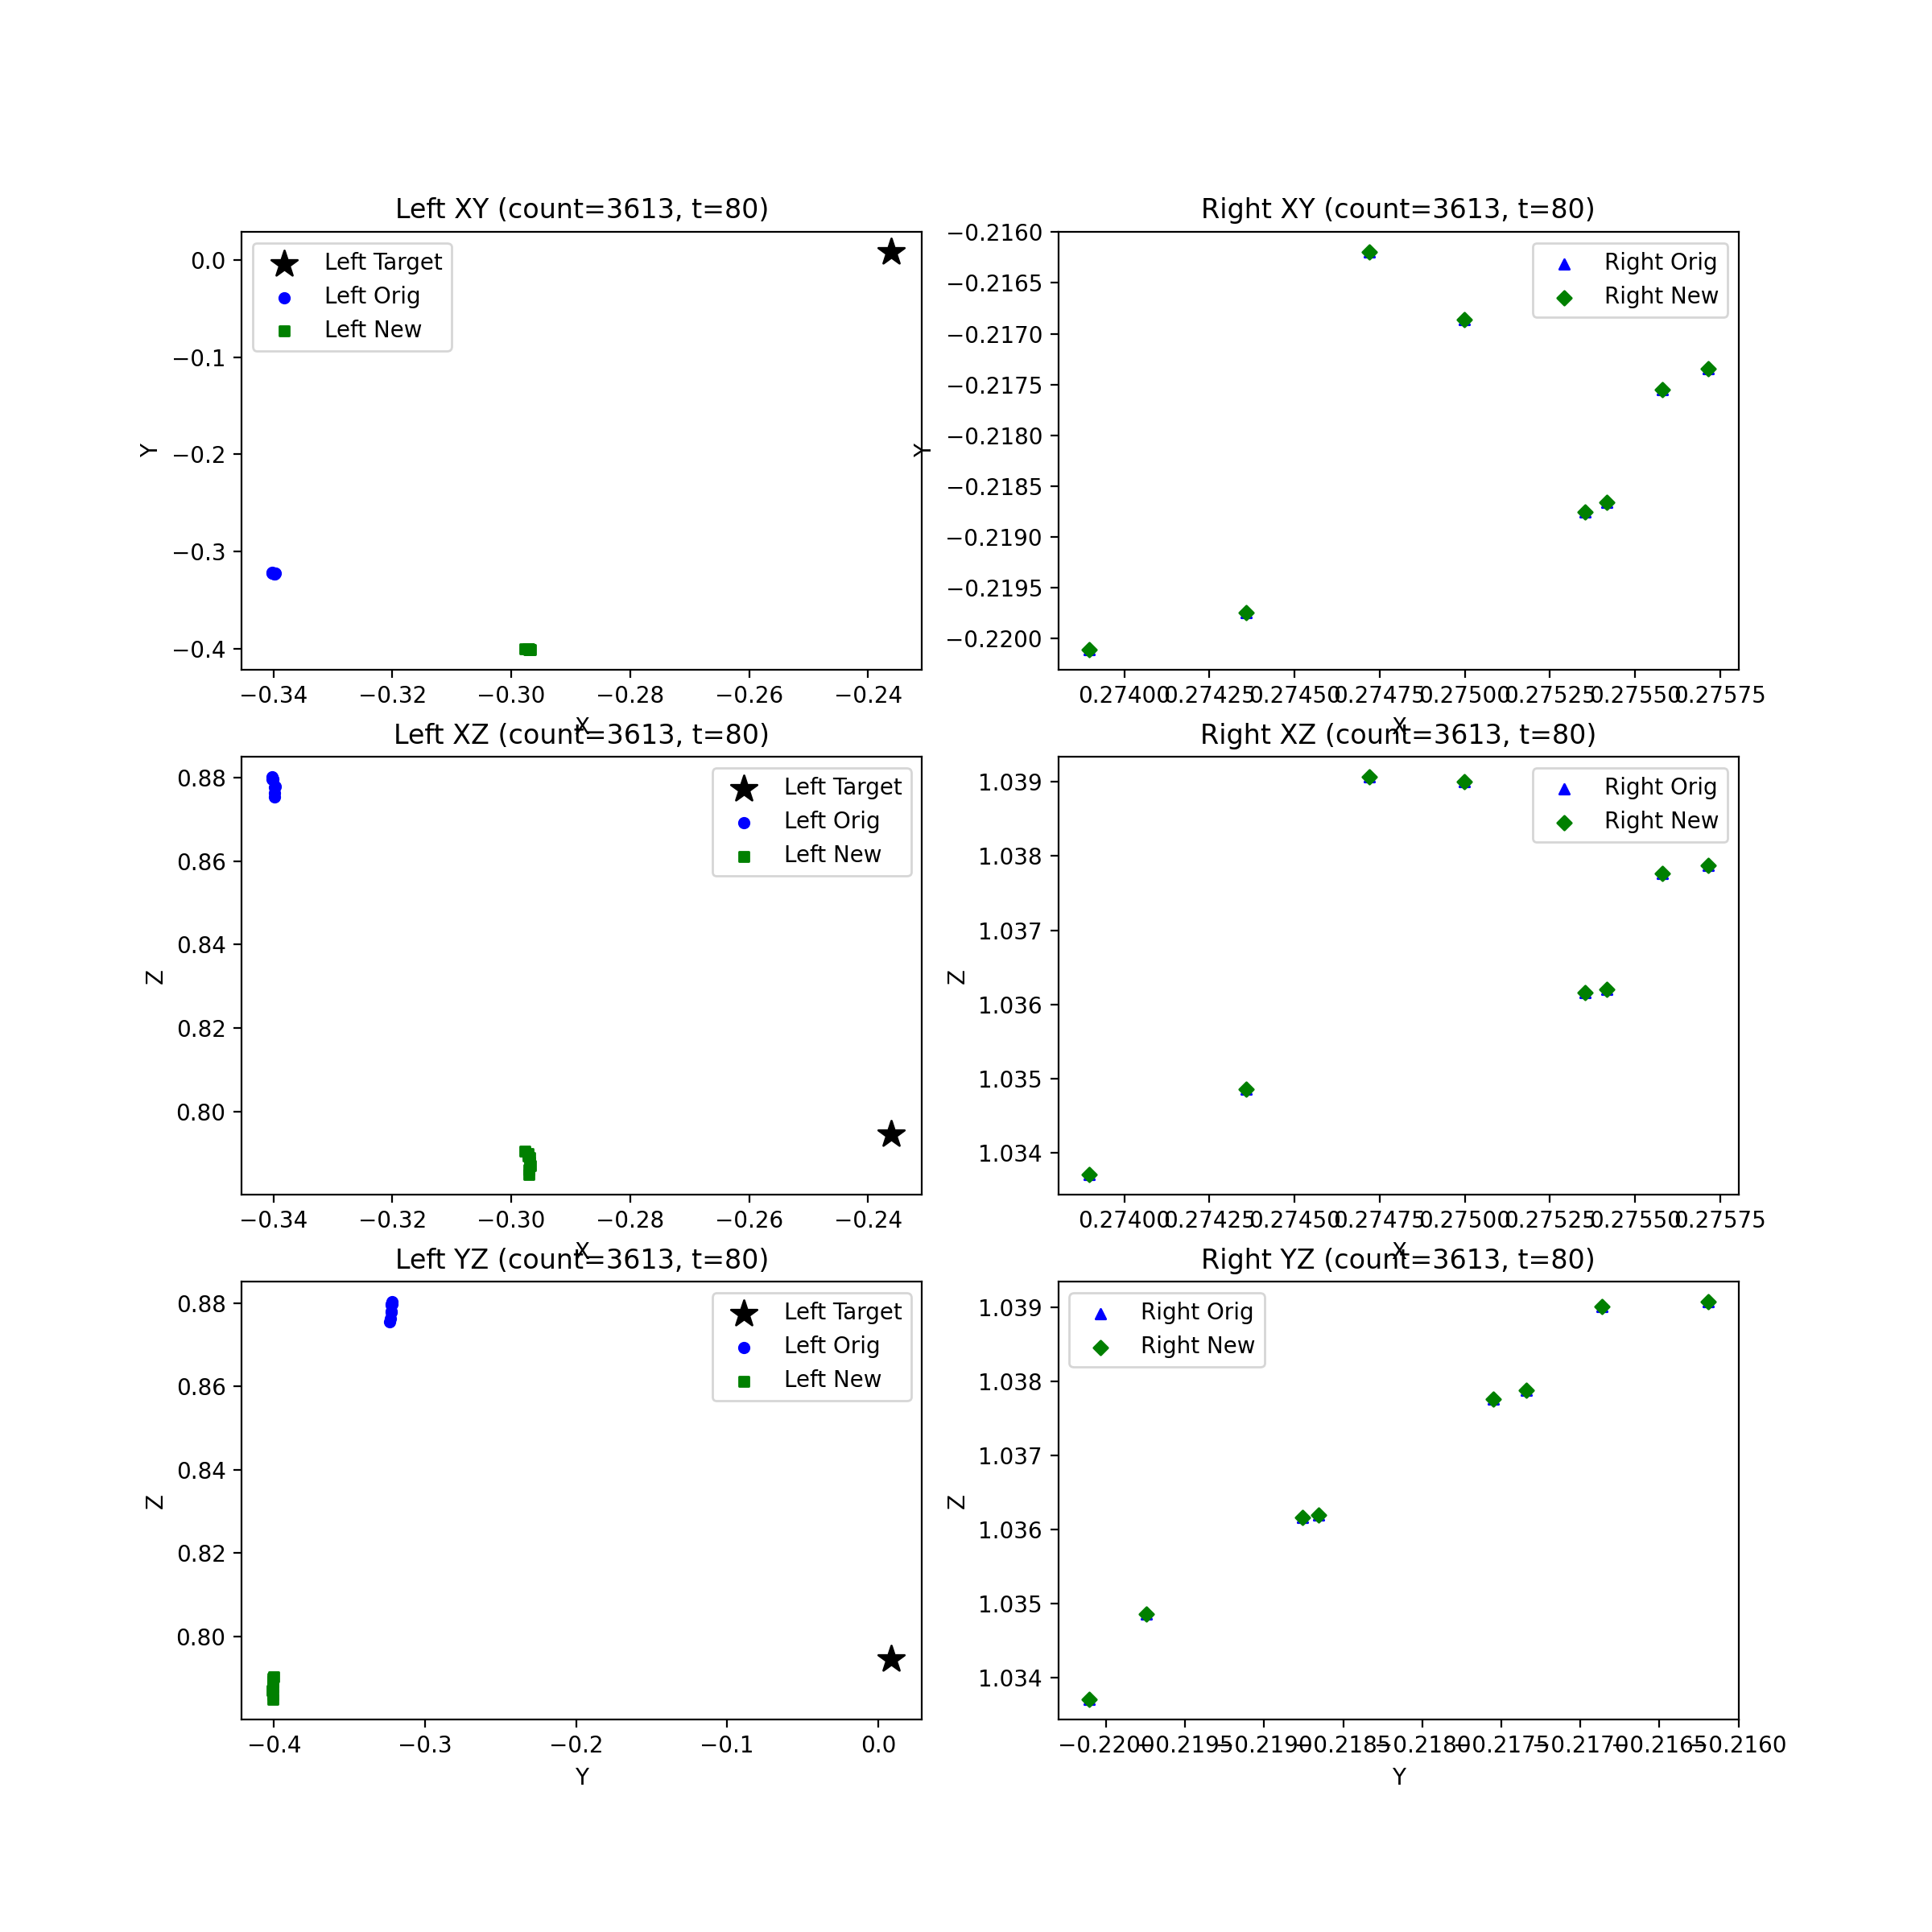 Left XY (count=3613, t=80)
Left Target
Left Orig
Left New
0.0
−0.1
−0.2
−0.3
−0.4
Y
−0.34
−0.32
−0.30
−0.28
−0.26
−0.24
X
Right XY (count=3613, t=80)
Right Orig
Right New
−0.2160
−0.2165
−0.2170
−0.2175
−0.2180
−0.2185
−0.2190
−0.2195
−0.2200
Y
0.27400
0.27425
0.27450
0.27475
0.27500
0.27525
0.27550
0.27575
X
Left XZ (count=3613, t=80)
Left Target
Left Orig
Left New
0.88
0.86
0.84
0.82
0.80
Z
−0.34
−0.32
−0.30
−0.28
−0.26
−0.24
X
Right XZ (count=3613, t=80)
Right Orig
Right New
1.039
1.038
1.037
1.036
1.035
1.034
Z
0.27400
0.27425
0.27450
0.27475
0.27500
0.27525
0.27550
0.27575
X
Left YZ (count=3613, t=80)
Left Target
Left Orig
Left New
0.88
0.86
0.84
0.82
0.80
Z
−0.4
−0.3
−0.2
−0.1
0.0
Y
Right YZ (count=3613, t=80)
Right Orig
Right New
1.039
1.038
1.037
1.036
1.035
1.034
Z
−0.2200
−0.2195
−0.2190
−0.2185
−0.2180
−0.2175
−0.2170
−0.2165
−0.2160
Y